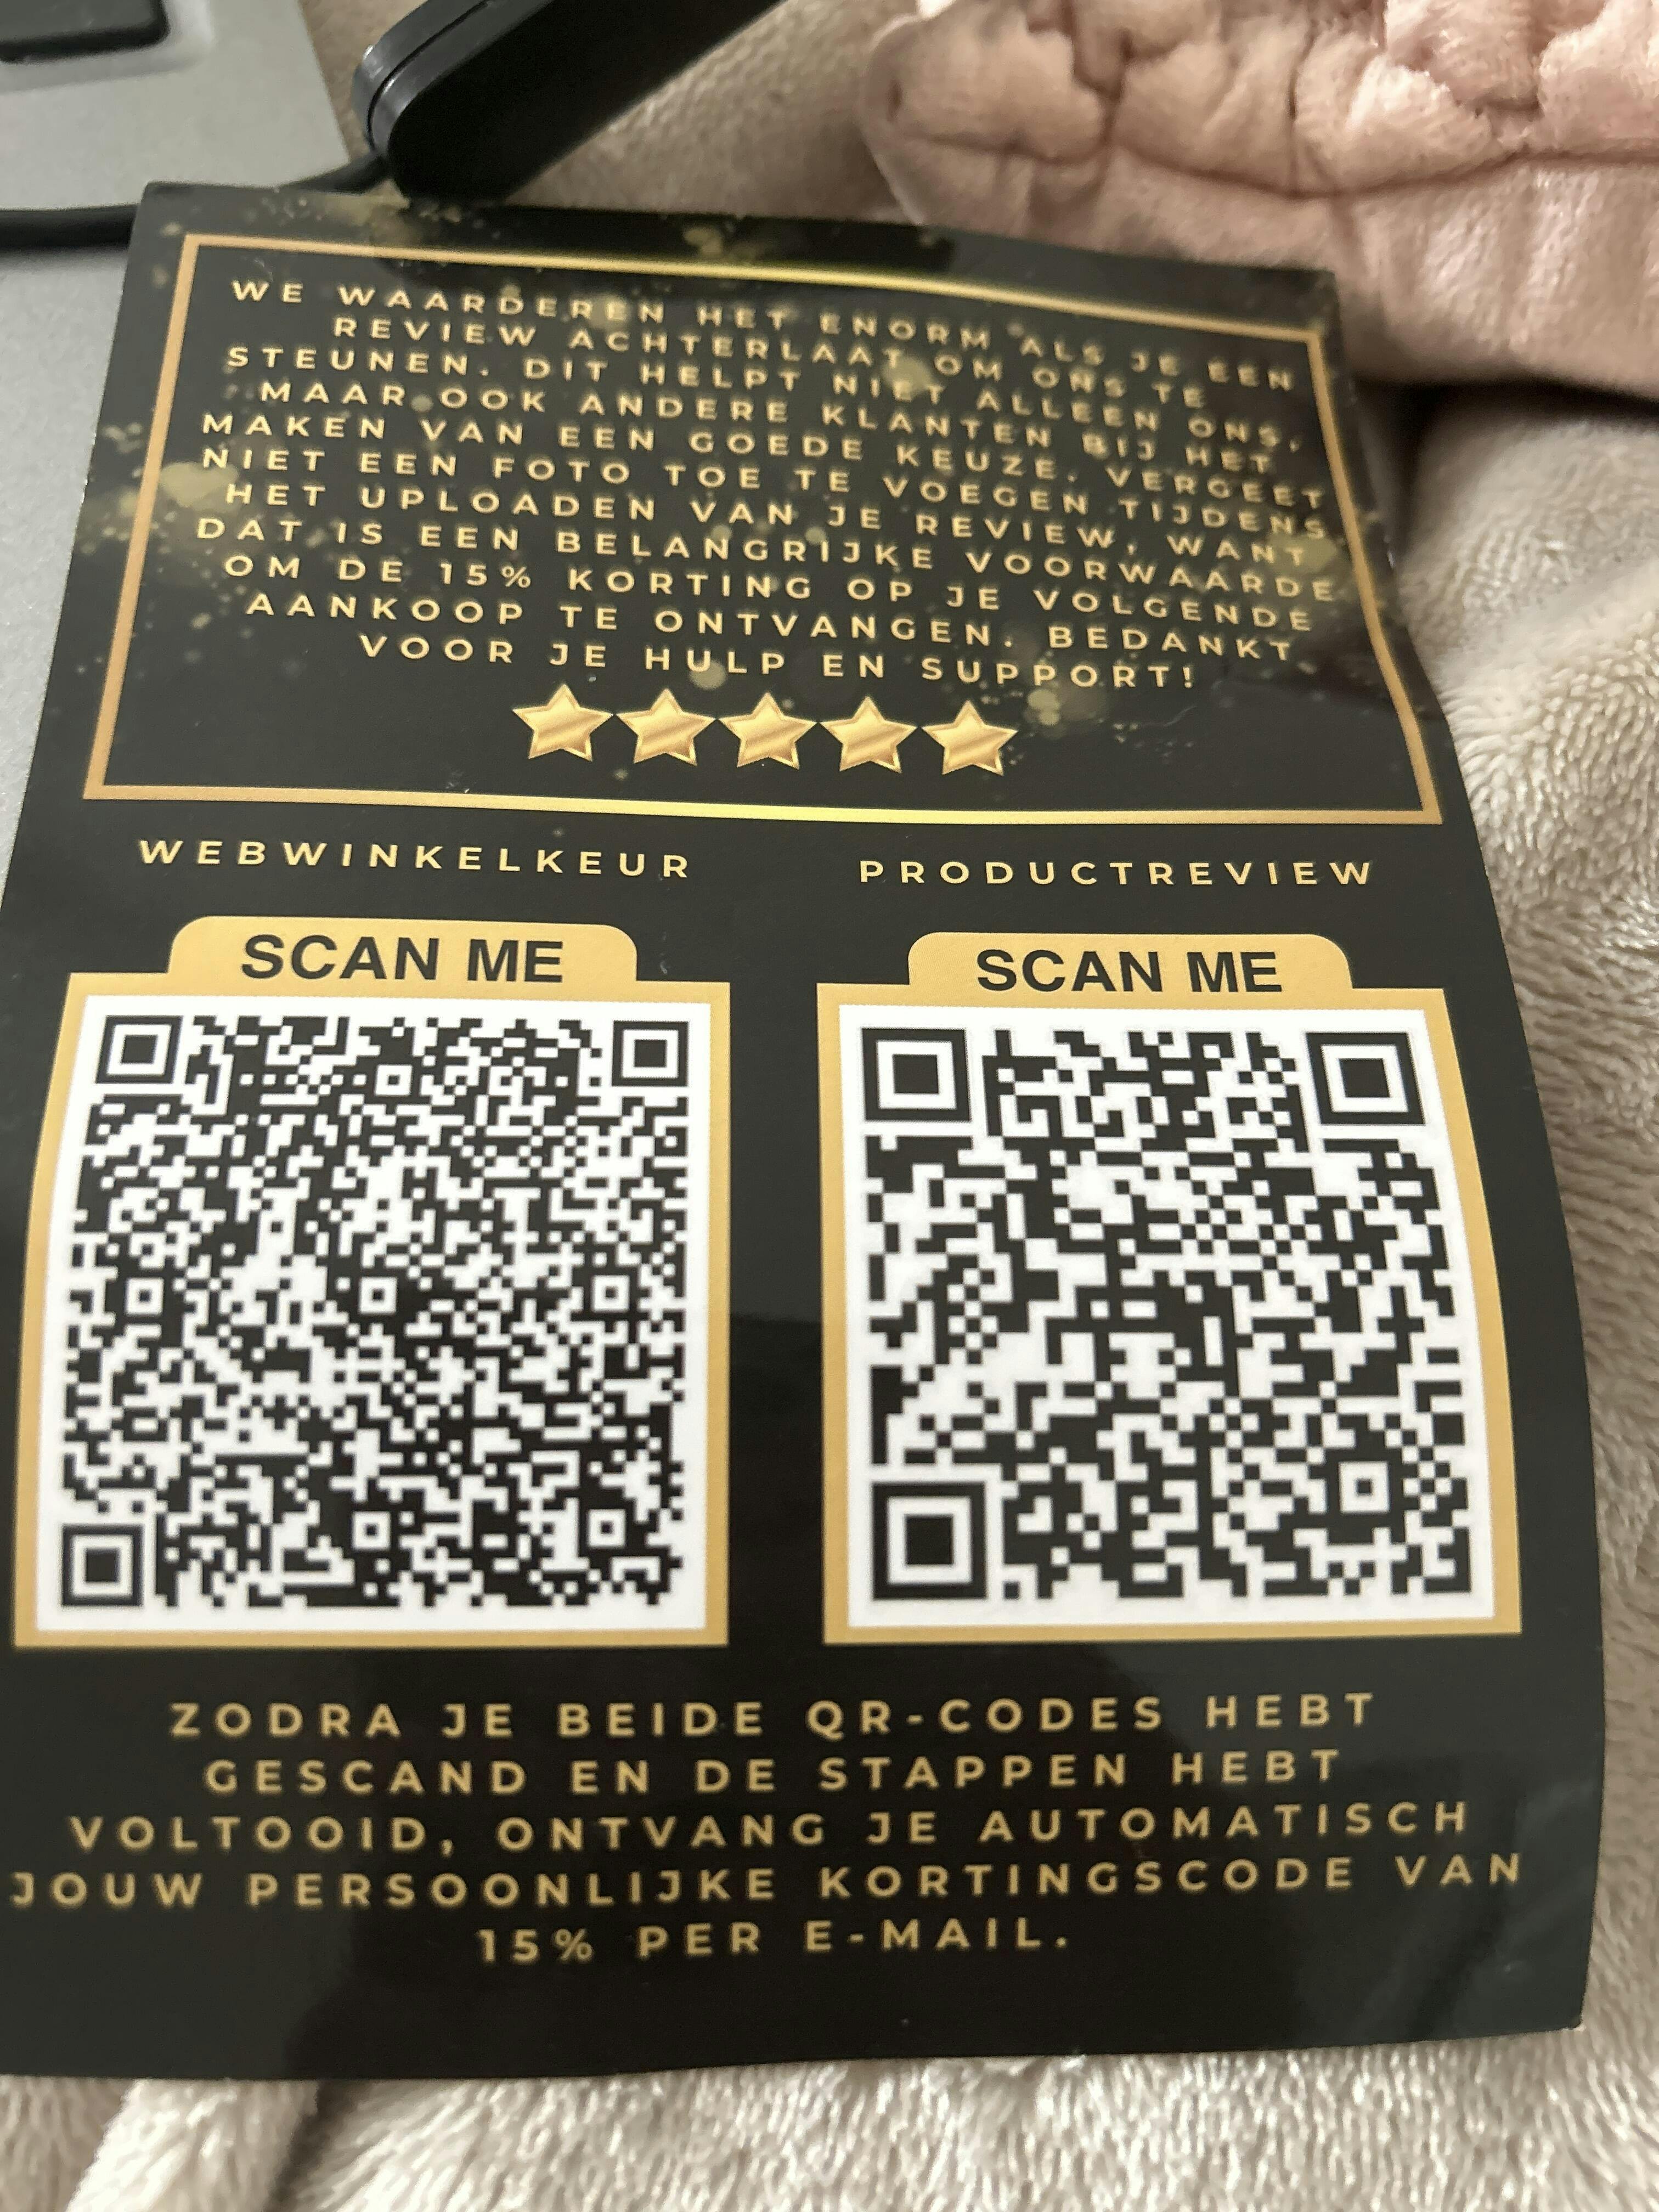 WE WAARDEREN HET ENORM ALS JE EEN
REVIEW ACHTERLAAT OM ONS TE
STEUNEN. DIT HELPT NIET ALLEEN ONS,
MAAR OOK ANDERE KLANTEN BIJ HET
MAKEN VAN EEN GOEDE KEUZE. VERGEET
NIET EEN FOTO TOE TE VOEGEN TIJDENS
HET UPLOADEN VAN JE REVIEW, WANT
DAT IS EEN BELANGRIJKE VOORWAARDE
OM DE 15% KORTING OP JE VOLGENDE
AANKOOP TE ONTVANGEN. BEDANKT
VOOR JE HULP EN SUPPORT!
WEBWINKELKEUR
PRODUCTREVIEW
SCAN ME
SCAN ME
ZODRA JE BEIDE QR-CODES HEBT
GESCAND EN DE STAPPEN HEBT
VOLTOOID, ONTVANG JE AUTOMATISCH
JOUW PERSOONLIJKE KORTINGSCODE VAN
15% PER E-MAIL.